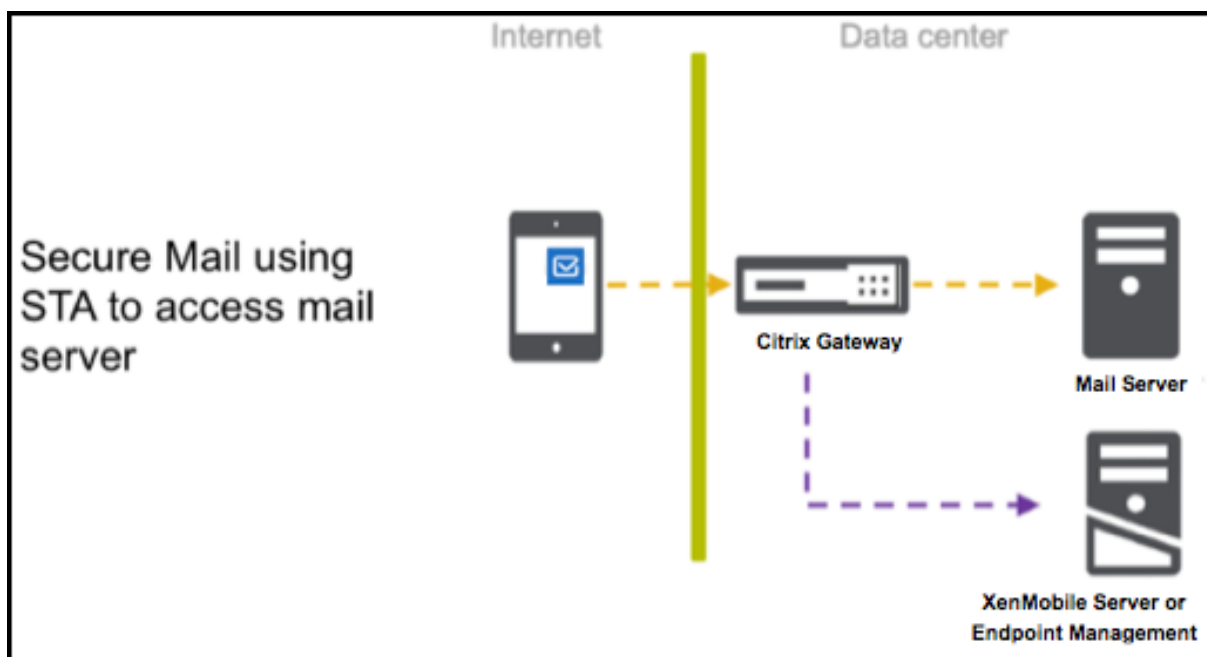 Internet
Data center
Secure Mail using
STA to access mail
server
Citrix Gateway
Mail Server
XenMobile Server or
Endpoint Management